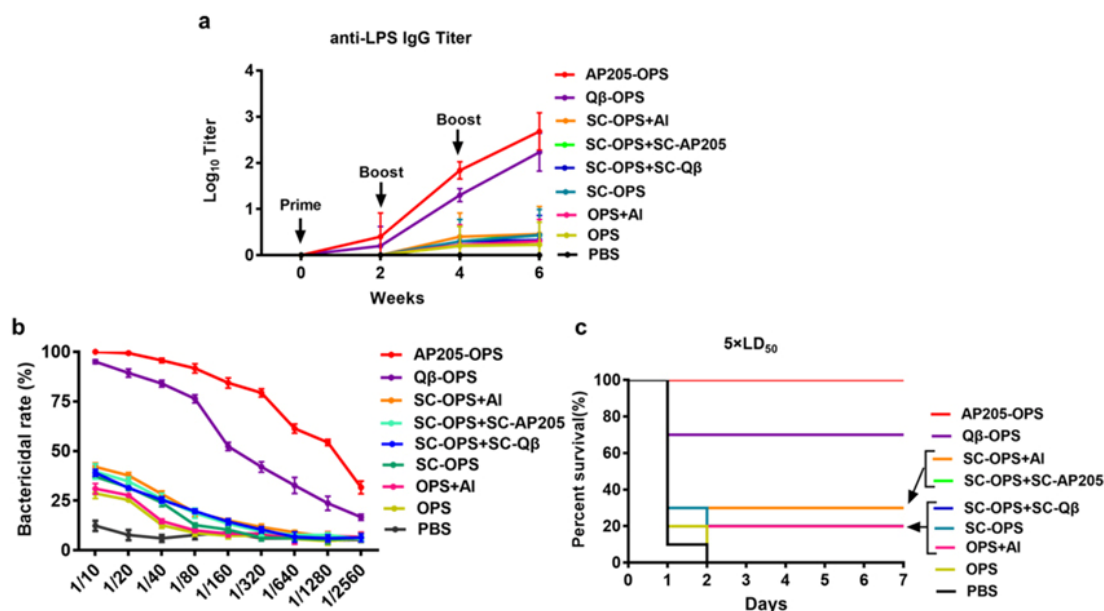 a
anti-LPS IgG Titer
Log10 Titer
4
3
2
1
0
Prime
Boost
Boost
0 2 4 6
Weeks
AP205-OPS
Qβ-OPS
SC-OPS+Al
SC-OPS+SC-AP205
SC-OPS+SC-Qβ
SC-OPS
OPS+Al
OPS
PBS
b
Bactericidal rate (%)
100
75
50
25
0
1/10 1/20 1/40 1/80 1/160 1/320 1/640 1/1280 1/2560
AP205-OPS
Qβ-OPS
SC-OPS+Al
SC-OPS+SC-AP205
SC-OPS+SC-Qβ
SC-OPS
OPS+Al
OPS
PBS
c
5×LD50
Percent survival(%)
100
80
60
40
20
0
0 1 2 3 4 5 6 7
Days
AP205-OPS
Qβ-OPS
SC-OPS+Al
SC-OPS+SC-AP205
SC-OPS+SC-Qβ
SC-OPS
OPS+Al
OPS
PBS